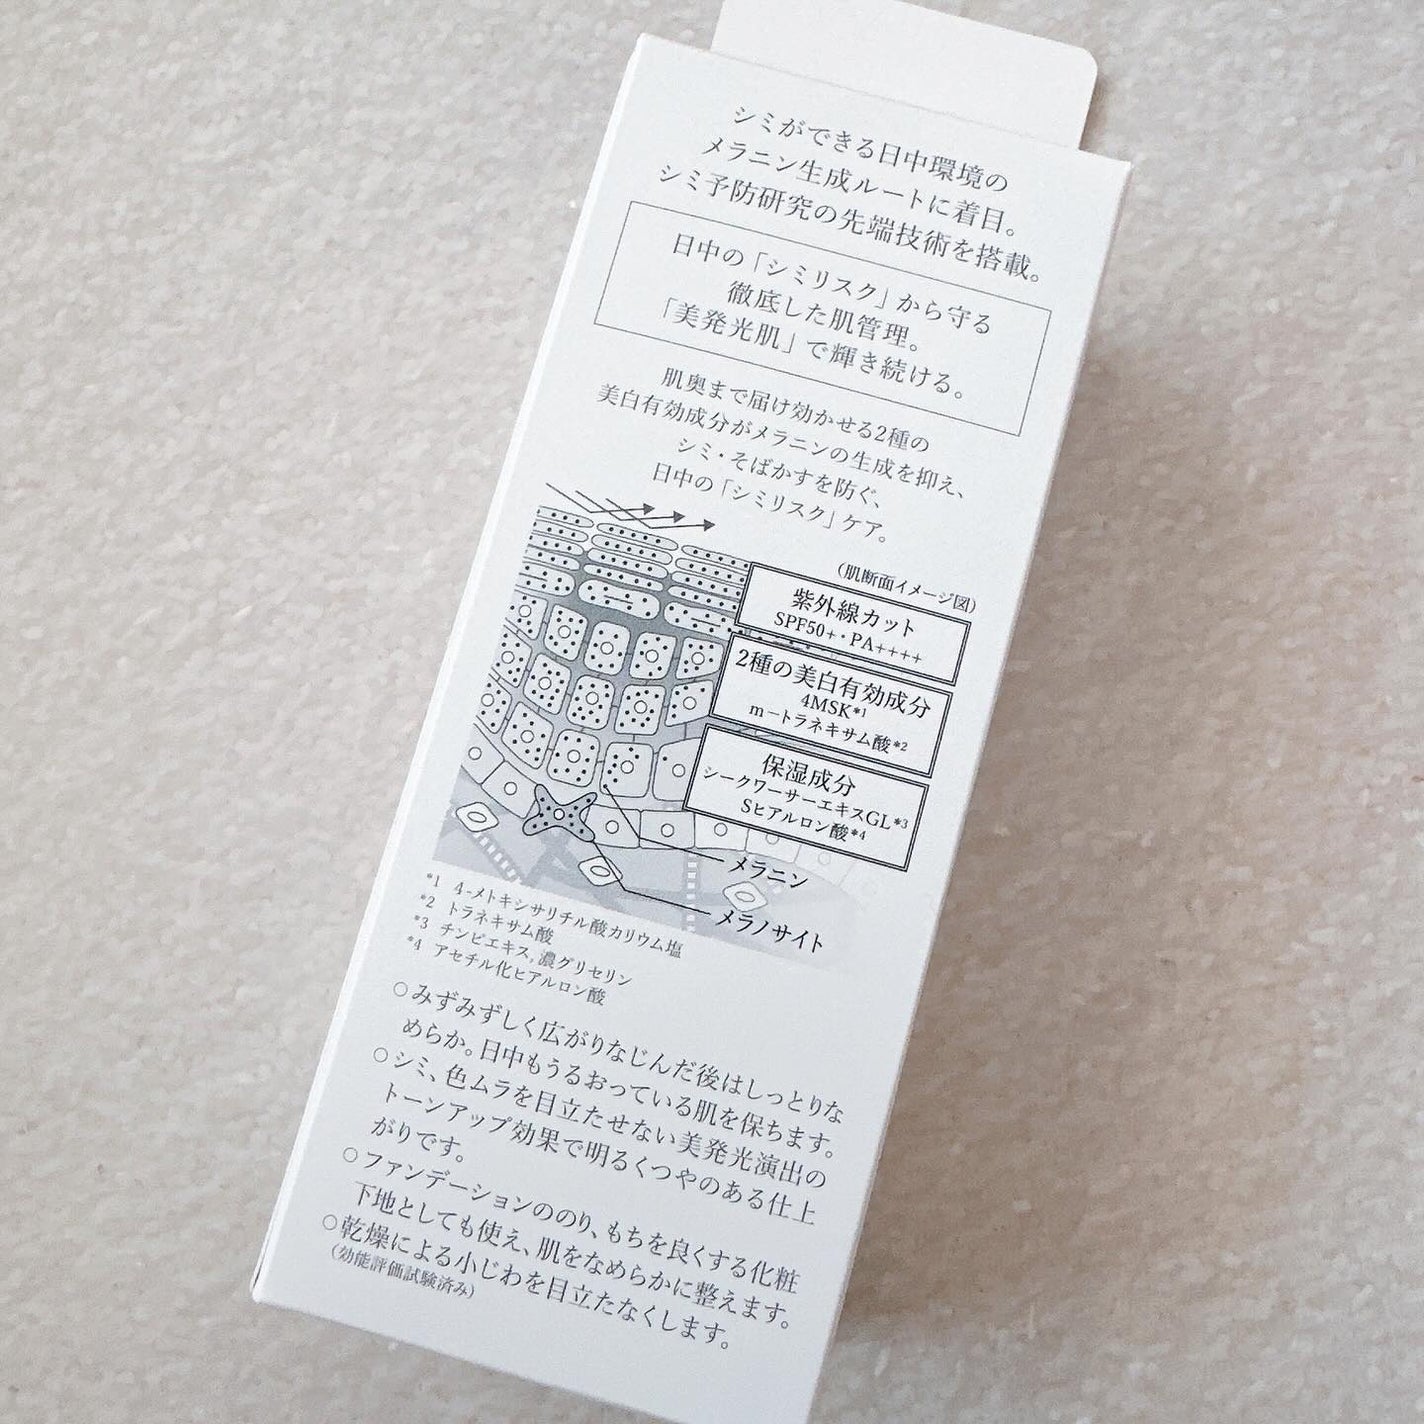 シミができる日中環境の
メラニン生成ルートに着目。
シミ予防研究の先端技術を搭載。
日中の「シミリスク」から守る
徹底した肌管理。
「美発光肌」で輝き続ける。
肌奥まで届け効かせる2種の
美白有効成分がメラニンの生成を抑え、
シミ・そばかすを防ぐ、
日中の「シミリスク」ケア。
(肌断面イメージ図)
紫外線カット
SPF50+・PA++++
2種の美白有効成分
4MSK*1
m－トラネキサム酸*2
保湿成分
シークワーサーエキスGL*3
Sヒアルロン酸*4
メラニン
メラノサイト
*1 4-メトキシサリチル酸カリウム塩
*2 トラネキサム酸
*3 チンピエキス,濃グリセリン
*4 アセチル化ヒアルロン酸
○みずみずしく広がりなじんだ後はしっとりな
めらか。日中もうるおっている肌を保ちます。
○シミ、色ムラを目立たせない美発光演出の
トーンアップ効果で明るくつやのある仕上
がりです。
○ファンデーションののり、もちを良くする化粧
下地としても使え、肌をなめらかに整えます。
○乾燥による小じわを目立たなくします。
(効能評価試験済み)